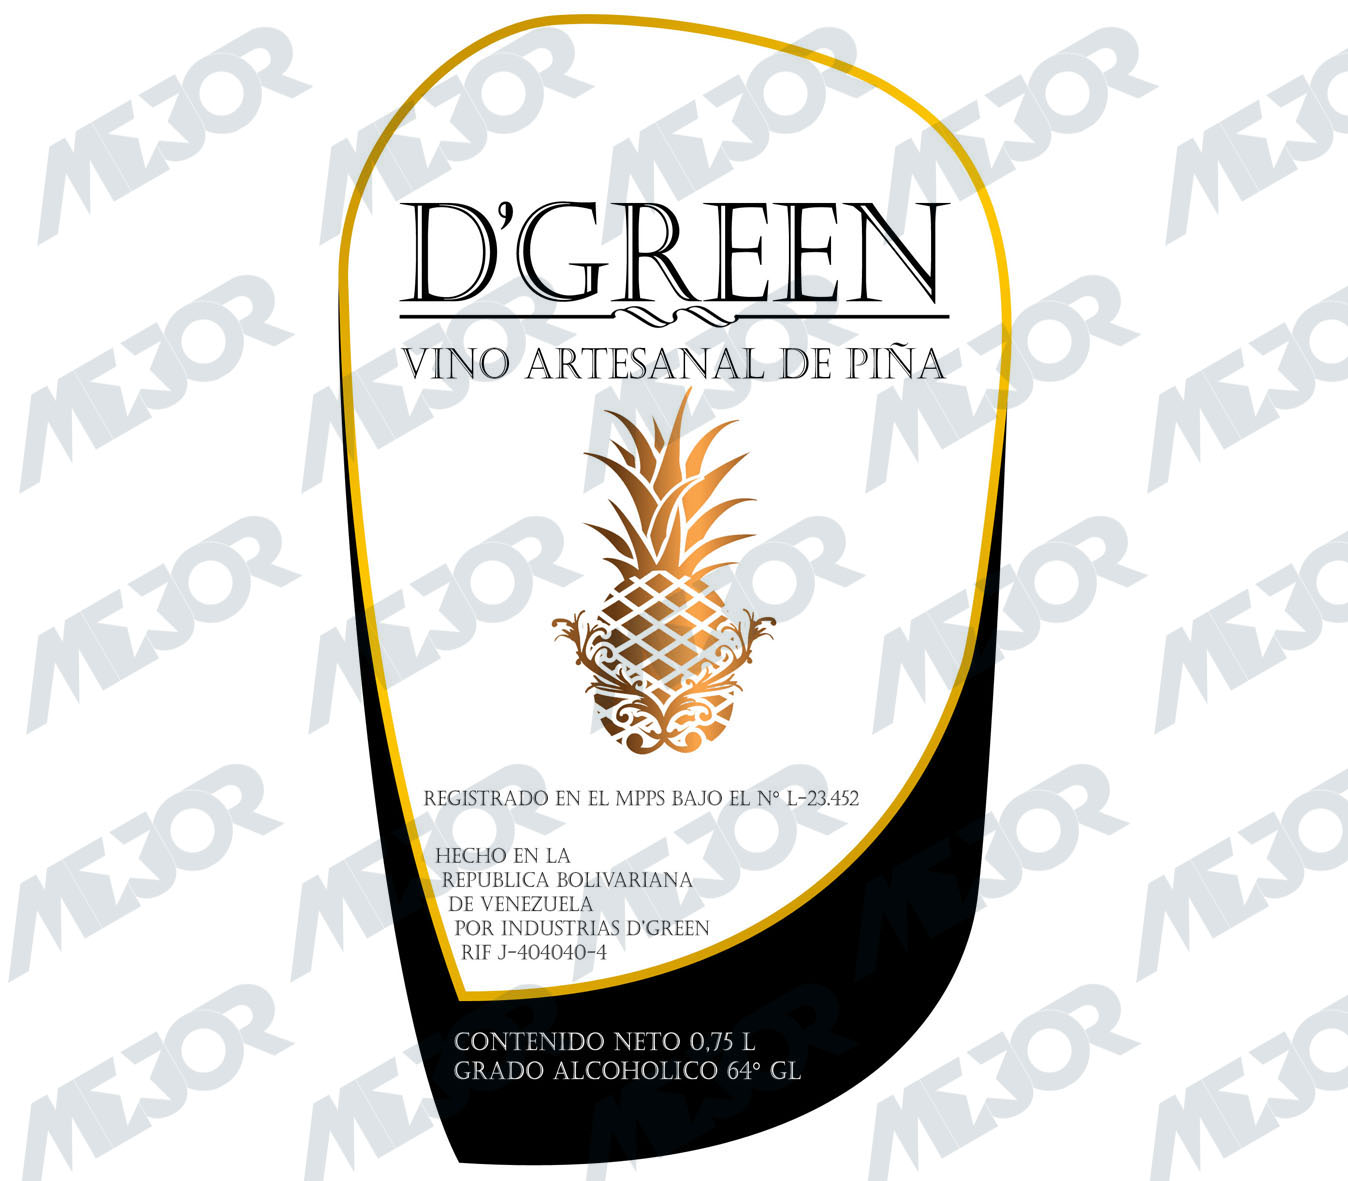 D'GREEN
VINO ARTESANAL DE PIÑA
REGISTRADO EN EL MPPS BAJO EL N° L-23.452
HECHO EN LA
REPUBLICA BOLIVARIANA
DE VENEZUELA
POR INDUSTRIAS D'GREEN
RIF J-404040-4
CONTENIDO NETO 0,75 L
GRADO ALCOHOLICO 64° GL
MEJOR